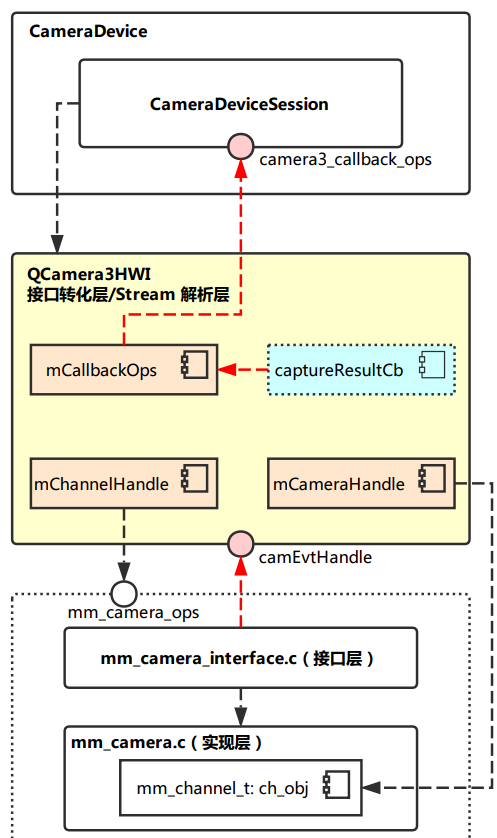 CameraDevice
CameraDeviceSession
camera3_callback_ops
QCamera3HWI
接口转化层/Stream 解析层
mCallbackOps
captureResultCb
mChannelHandle
mCameraHandle
camEvtHandle
mm_camera_ops
mm_camera_interface.c（接口层）
mm_camera.c（实现层）
mm_channel_t: ch_obj